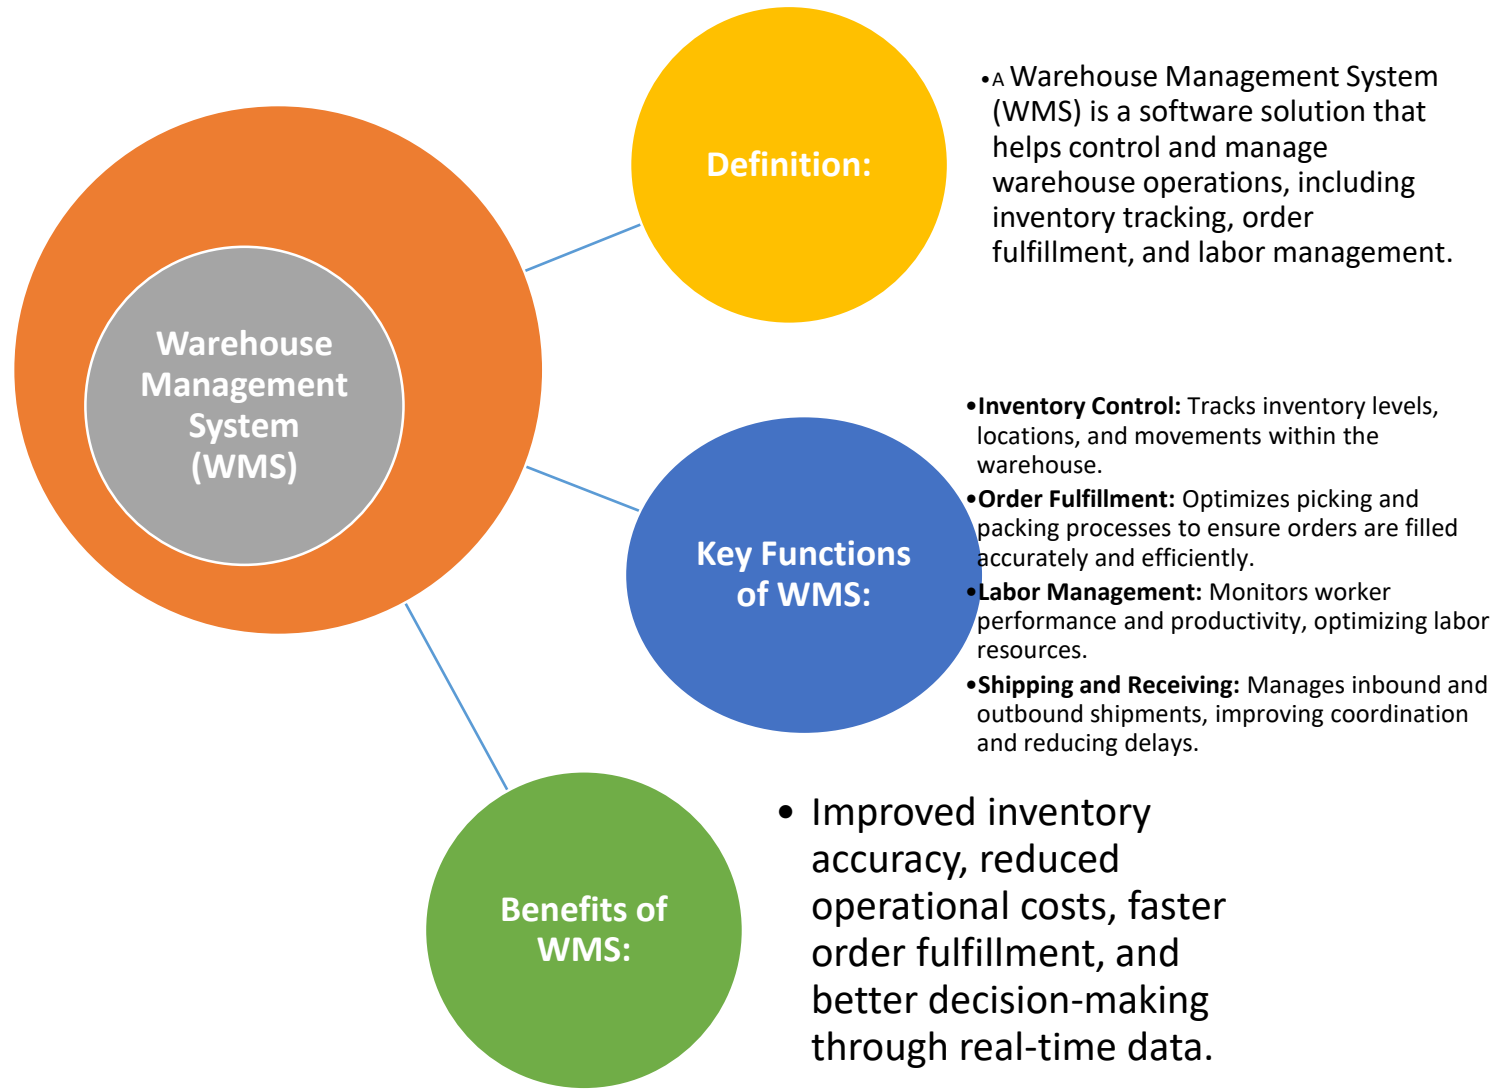 Warehouse
Management
System
(WMS)
Definition:
•A Warehouse Management System
(WMS) is a software solution that
helps control and manage
warehouse operations, including
inventory tracking, order
fulfillment, and labor management.
Key Functions
of WMS:
•Inventory Control: Tracks inventory levels,
locations, and movements within the
warehouse.
•Order Fulfillment: Optimizes picking and
packing processes to ensure orders are filled
accurately and efficiently.
•Labor Management: Monitors worker
performance and productivity, optimizing labor
resources.
•Shipping and Receiving: Manages inbound and
outbound shipments, improving coordination
and reducing delays.
Benefits of
WMS:
• Improved inventory
accuracy, reduced
operational costs, faster
order fulfillment, and
better decision-making
through real-time data.